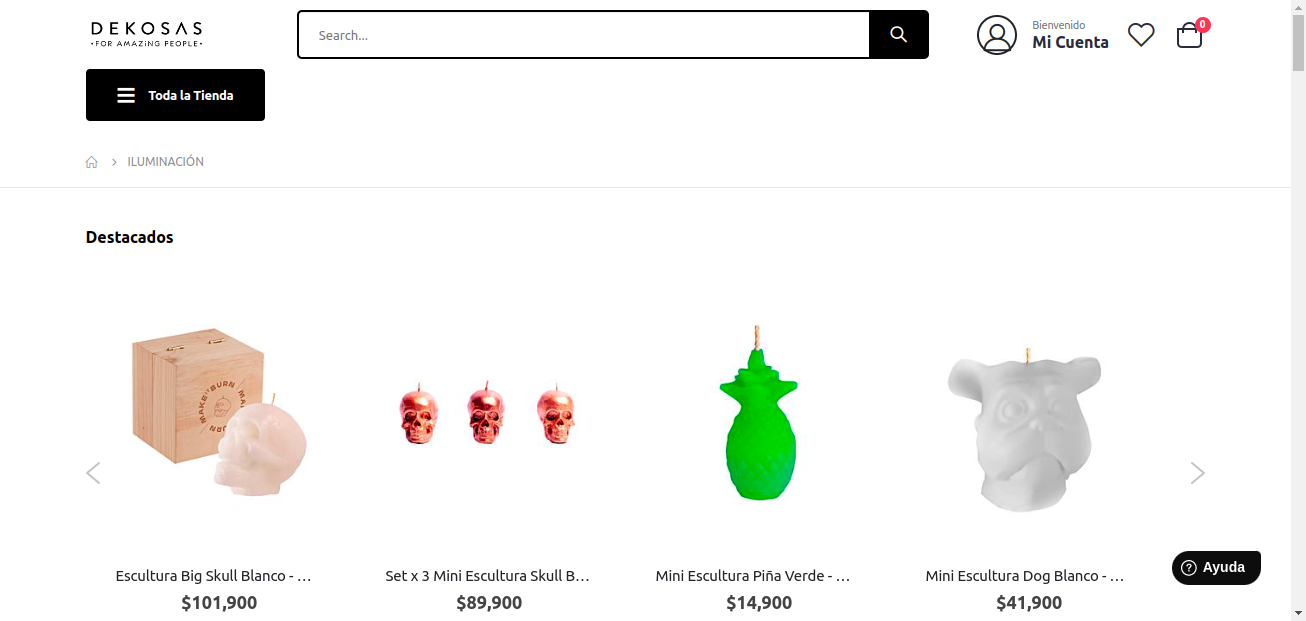 DEKOSAS
•FOR AMAZiNG PEOPLE•
Search...
Bienvenido
Mi Cuenta
0
Toda la Tienda
ILUMINACIÓN
Destacados
MAKE BURN
Escultura Big Skull Blanco - ...
Set x 3 Mini Escultura Skull B...
Mini Escultura Piña Verde - ...
Mini Escultura Dog Blanco - ...
$101,900
$89,900
$14,900
$41,900
Ayuda